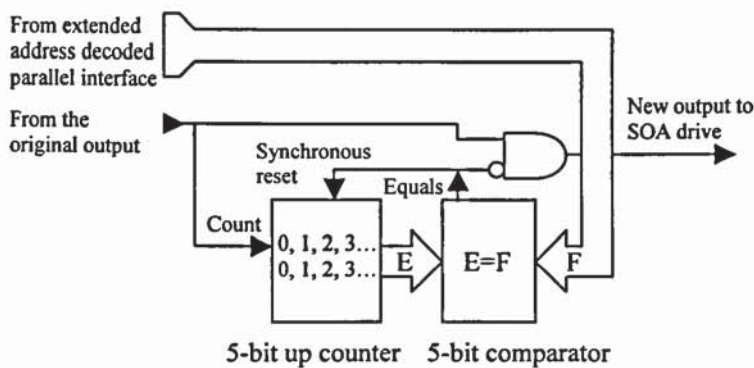 From extended
address decoded
parallel interface
From the
original output
New output to
SOA drive
Synchronous
reset
Equals
Count
0, 1, 2, 3...
0, 1, 2, 3...
E
E=F
F
5-bit up counter
5-bit comparator